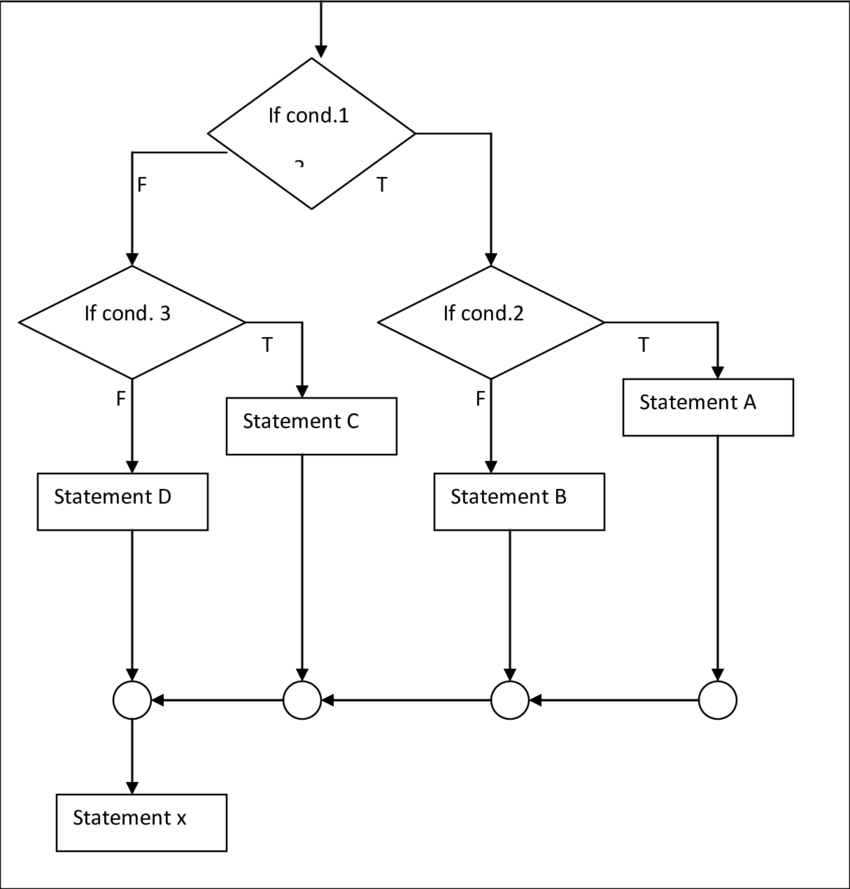 If cond.1
F
T
If cond. 3
If cond.2
T
T
F
F
Statement C
Statement A
Statement D
Statement B
Statement x